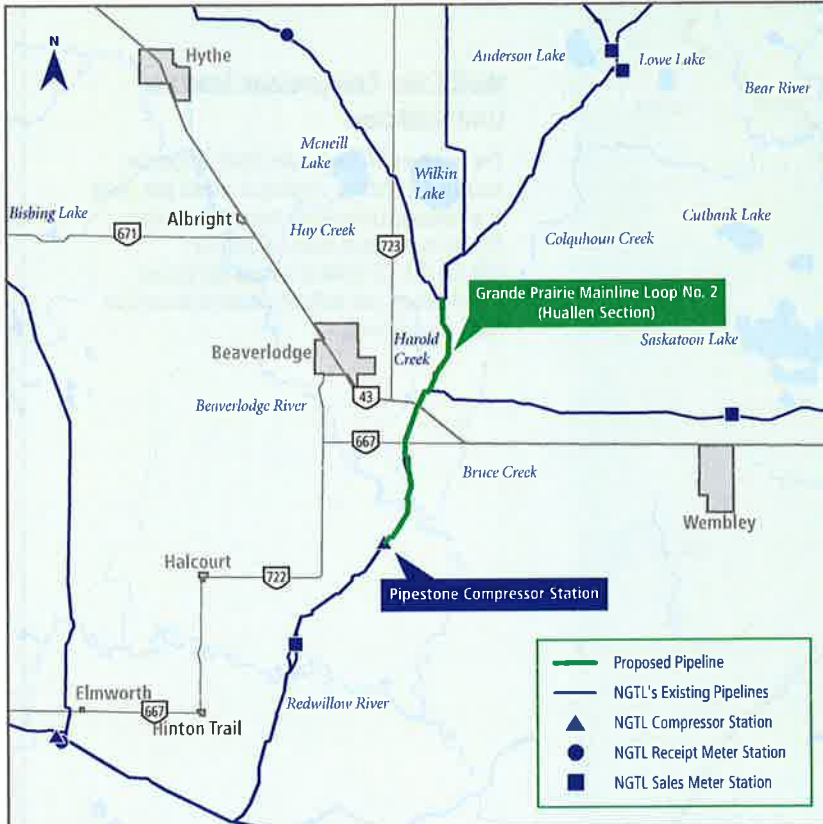 N
Hythe
Anderson Lake
Lowe Lake
Bear River
Mcneill
Lake
Wilkin
Lake
Bisbing Lake
Albright
671
Hay Creek
723
Colquhoun Creek
Cutbank Lake
Grande Prairie Mainline Loop No. 2
(Huallen Section)
Harold
Creek
Saskatoon Lake
Beaverlodge
43
Beaverlodge River
667
Bruce Creek
Wembley
Halcourt
722
Pipestone Compressor Station
Elmworth
667
Hinton Trail
Redwillow River
Proposed Pipeline
NGTL's Existing Pipelines
NGTL Compressor Station
NGTL Receipt Meter Station
NGTL Sales Meter Station